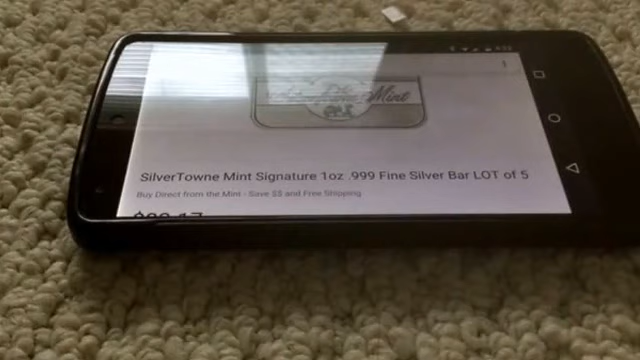 Mint
SilverTowne Mint Signature 1oz .999 Fine Silver Bar LOT of 5
Buy Direct from the Mint - Save $$ and Free Shipping